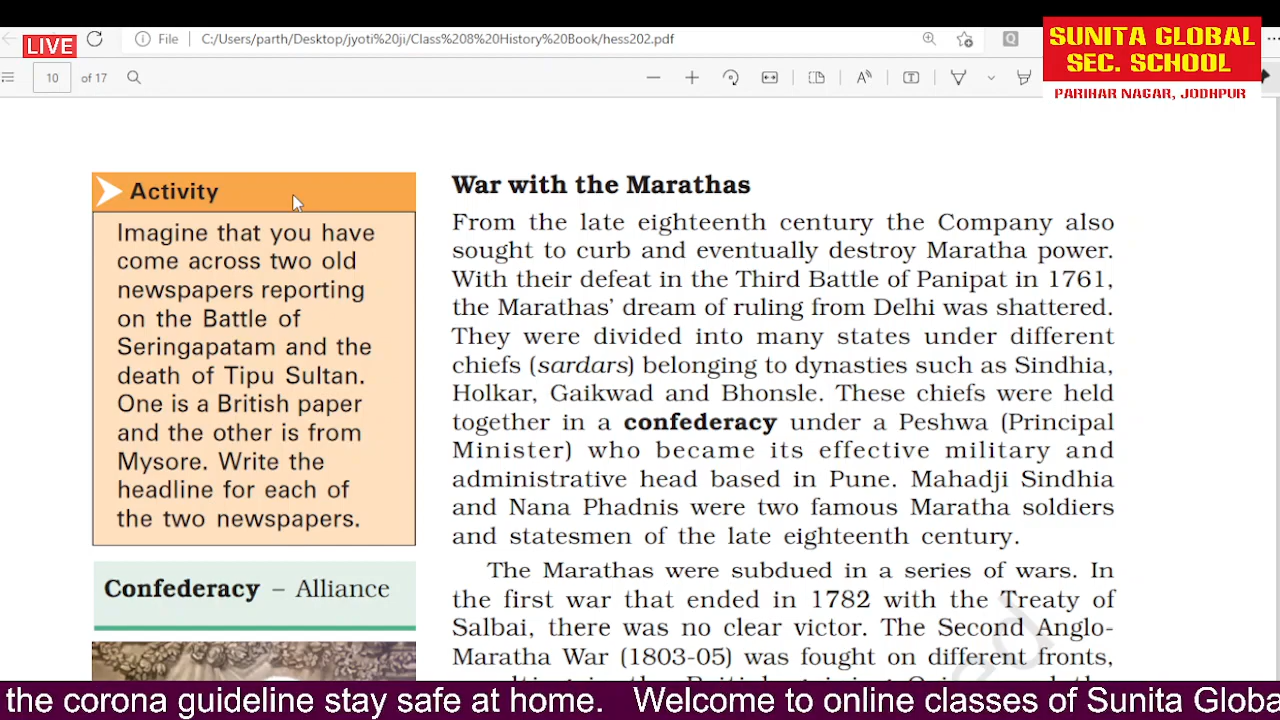 LIVE
File
C:/Users/parth/Desktop/jyoti%20ji/Class%208%20History%20Book/hess202.pdf
SUNITA GLOBAL
SEC. SCHOOL
PARIHAR NAGAR, JODHPUR
10 of 17
Activity
Imagine that you have
come across two old
newspapers reporting
on the Battle of
Seringapatam and the
death of Tipu Sultan.
One is a British paper
and the other is from
Mysore. Write the
headline for each of
the two newspapers.
Confederacy – Alliance
War with the Marathas
From the late eighteenth century the Company also
sought to curb and eventually destroy Maratha power.
With their defeat in the Third Battle of Panipat in 1761,
the Marathas’ dream of ruling from Delhi was shattered.
They were divided into many states under different
chiefs (sardars) belonging to dynasties such as Sindhia,
Holkar, Gaikwad and Bhonsle. These chiefs were held
together in a confederacy under a Peshwa (Principal
Minister) who became its effective military and
administrative head based in Pune. Mahadji Sindhia
and Nana Phadnis were two famous Maratha soldiers
and statesmen of the late eighteenth century.
The Marathas were subdued in a series of wars. In
the first war that ended in 1782 with the Treaty of
Salbai, there was no clear victor. The Second Anglo-
Maratha War (1803-05) was fought on different fronts,
the corona guideline stay safe at home. Welcome to online classes of Sunita Globa